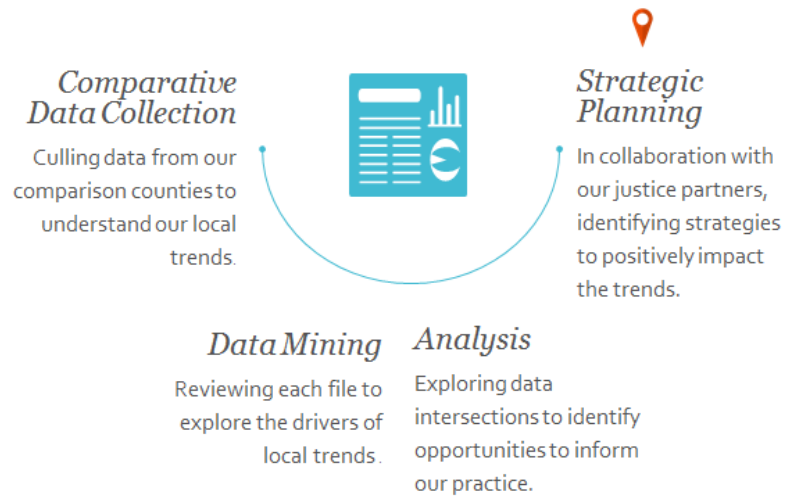 Comparative
Data Collection
Culling data from our
comparison counties to
understand our local
trends.
Data Mining
Reviewing each file to
explore the drivers of
local trends.
Analysis
Exploring data
intersections to identify
opportunities to inform
our practice.
Strategic
Planning
In collaboration with
our justice partners,
identifying strategies
to positively impact
the trends.